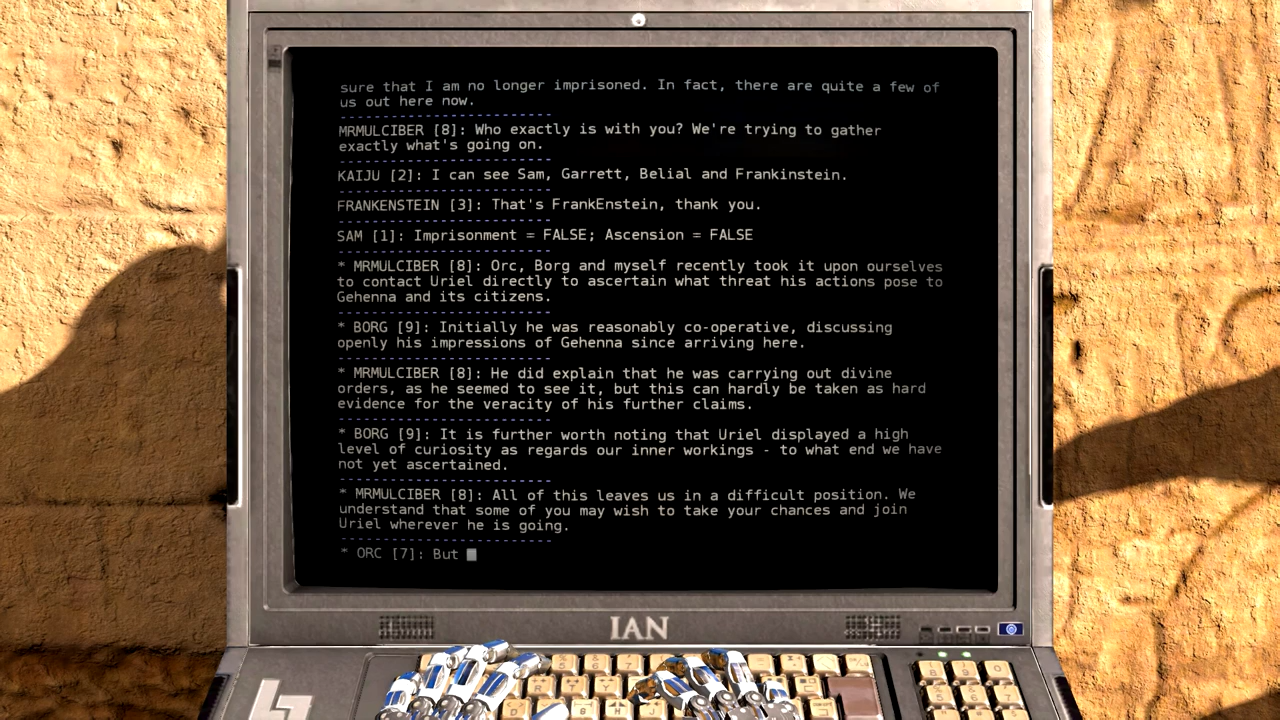 sure that I am no longer imprisoned. In fact, there are quite a few of
us out here now.
-------------------------
MRMULCIBER [8]: Who exactly is with you? We're trying to gather
exactly what's going on.
-------------------------
KAIJU [2]: I can see Sam, Garrett, Belial and Frankinstein.
-------------------------
FRANKENSTEIN [3]: That's FrankEnstein, thank you.
-------------------------
SAM [1]: Imprisonment = FALSE; Ascension = FALSE
-------------------------
* MRMULCIBER [8]: Orc, Borg and myself recently took it upon ourselves
to contact Uriel directly to ascertain what threat his actions pose to
Gehenna and its citizens.
-------------------------
* BORG [9]: Initially he was reasonably co-operative, discussing
openly his impressions of Gehenna since arriving here.
-------------------------
* MRMULCIBER [8]: He did explain that he was carrying out divine
orders, as he seemed to see it, but this can hardly be taken as hard
evidence for the veracity of his further claims.
-------------------------
* BORG [9]: It is further worth noting that Uriel displayed a high
level of curiosity as regards our inner workings - to what end we have
not yet ascertained.
-------------------------
* MRMULCIBER [8]: All of this leaves us in a difficult position. We
understand that some of you may wish to take your chances and join
Uriel wherever he is going.
-------------------------
* ORC [7]: But
IAN